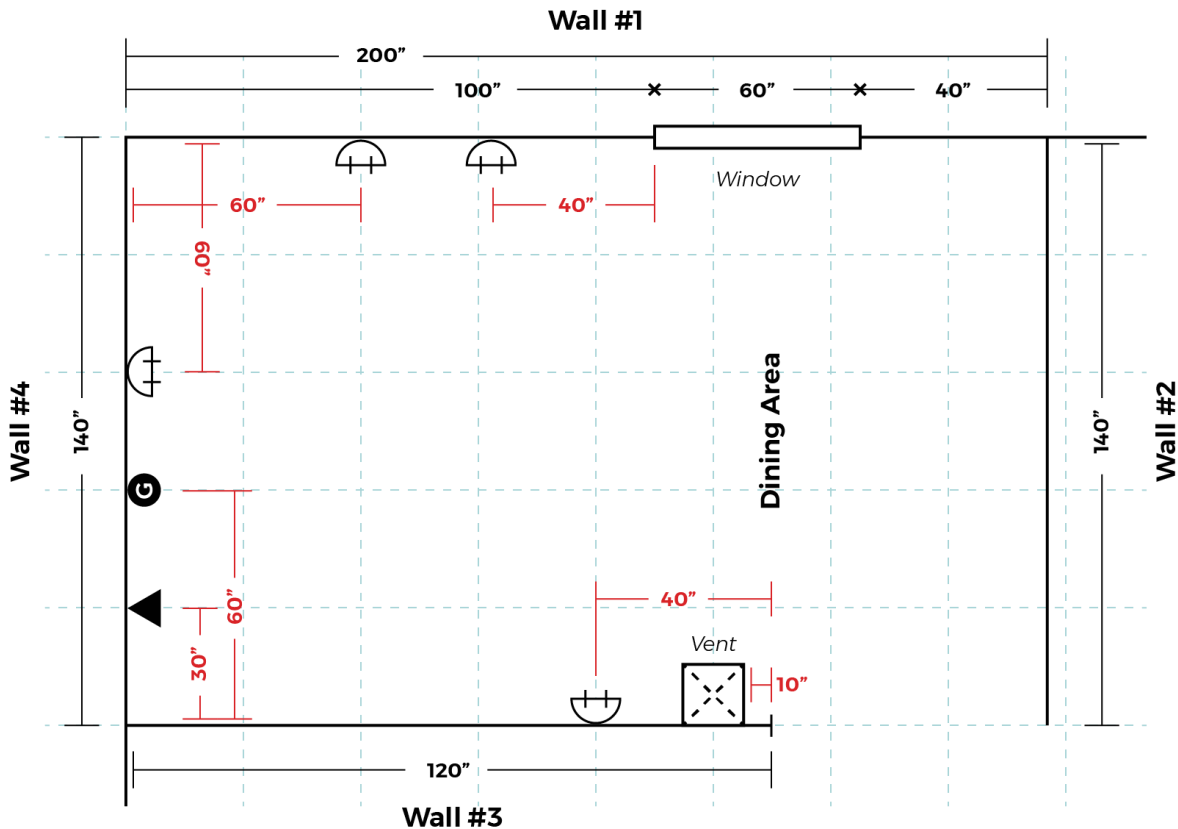 Wall #1
200”
100”
60”
40”
Window
60”
40”
60”
Wall #4
140”
Dining Area
140”
Wall #2
G
60”
40”
30”
Vent
10”
120”
Wall #3